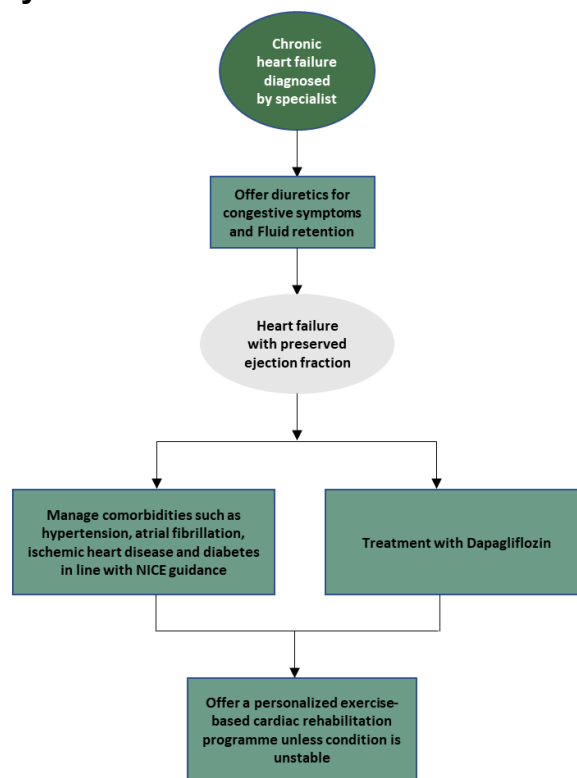 Chronic
heart failure
diagnosed
by specialist
Offer diuretics for
congestive symptoms
and Fluid retention
Heart failure
with preserved
ejection fraction
Manage comorbidities such as
hypertension, atrial fibrillation,
ischemic heart disease and diabetes
in line with NICE guidance
Treatment with Dapagliflozin
Offer a personalized exercise-
based cardiac rehabilitation
programme unless condition is
unstable